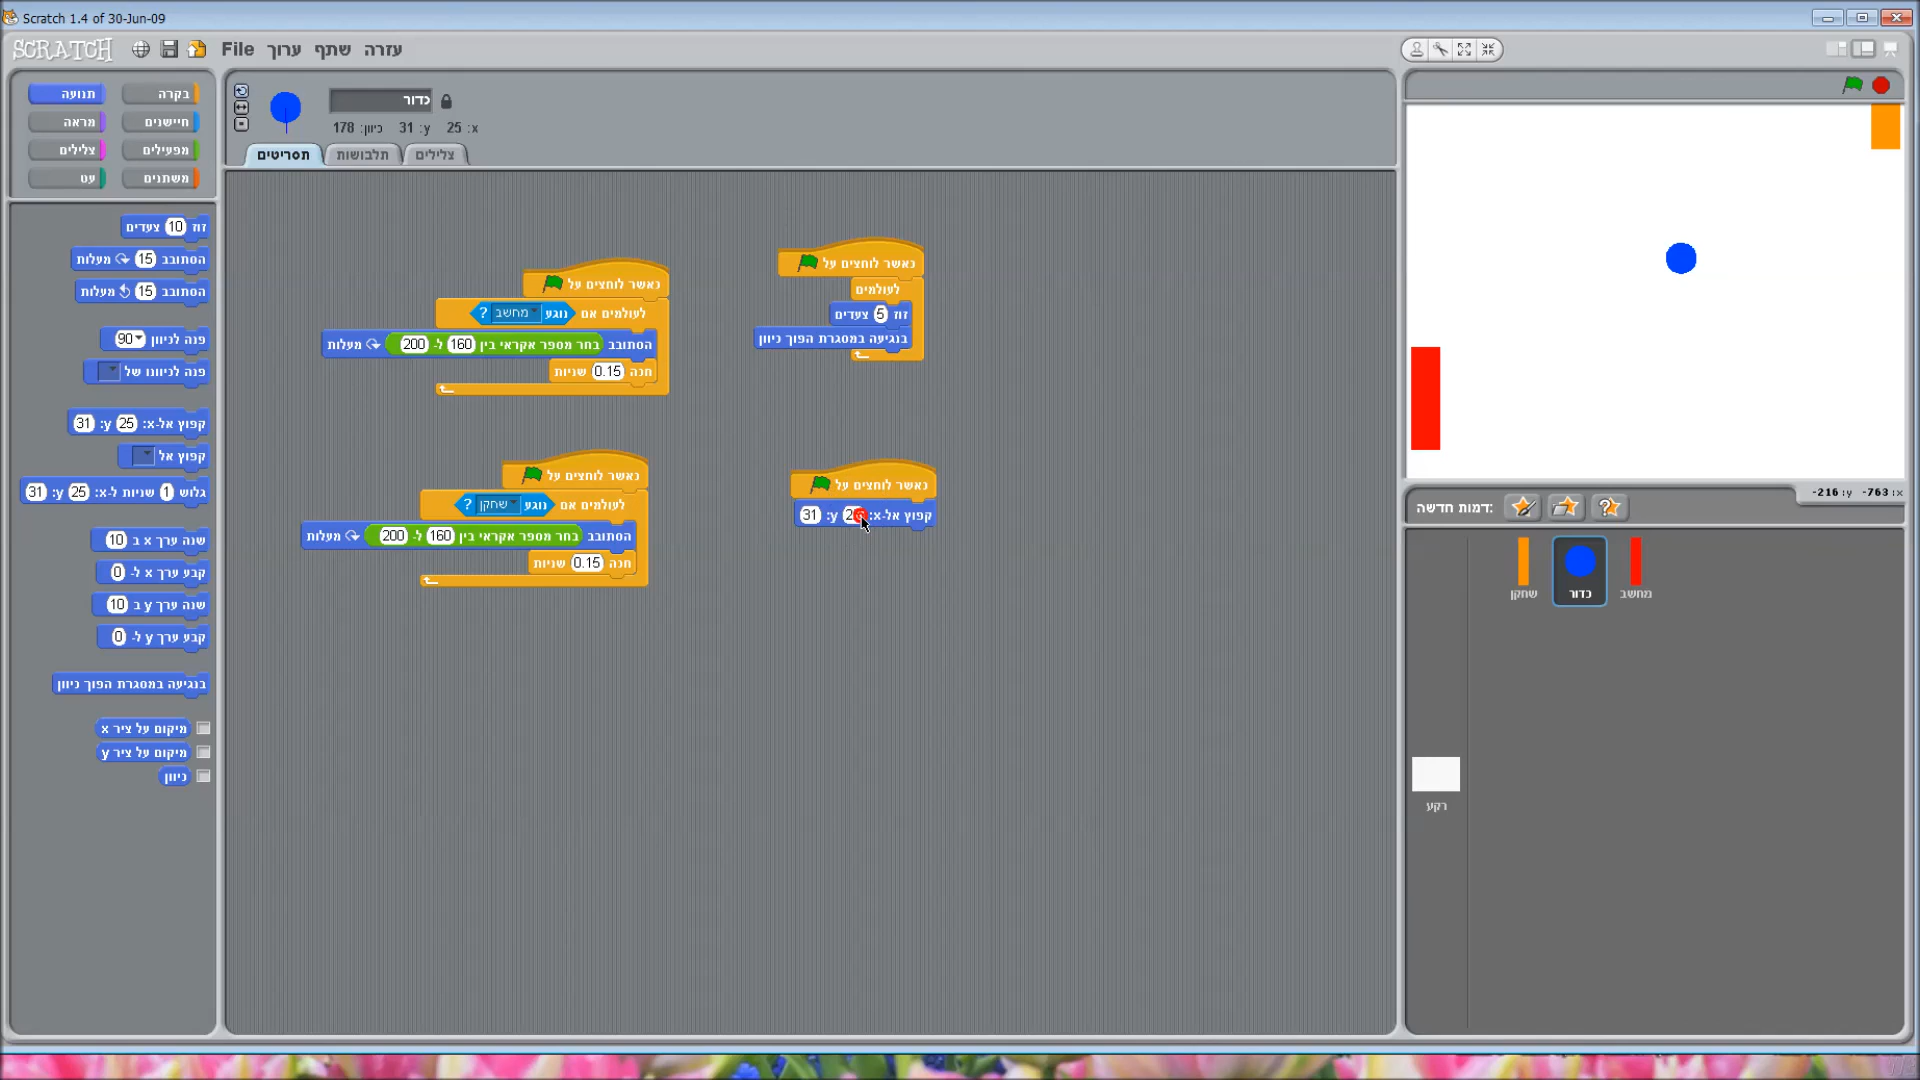 Scratch 1.4 of 30-Jun-09
SCRATCH
File ערוך שתף עזרה
תנועה
בקרה
מראה
חיישנים
צלילים
מפעילים
עט
משתנים
כדור
x: 25 y: 31 כיוון: 178
תסריטים
תלבושות
צלילים
זוז 10 צעדים
הסתובב 15 מעלות
הסתובב 15 מעלות
פנה לכיוון 90
פנה לכיוונו של
קפוץ אל-x: 25 y: 31
קפוץ אל
גלוש 1 שניות ל-x: 25 y: 31
שנה ערך x ב 10
קבע ערך x ל- 0
שנה ערך y ב 10
קבע ערך y ל- 0
בנגיעה במסגרת הפוך כיוון
מיקום על ציר x
מיקום על ציר y
כיוון
כאשר לוחצים על
לעולמים אם נוגע מחשב ?
הסתובב בחר מספר אקראי בין 160 ל- 200 מעלות
חכה 0.15 שניות
כאשר לוחצים על
לעולמים
זוז 5 צעדים
בנגיעה במסגרת הפוך כיוון
כאשר לוחצים על
לעולמים אם נוגע שחקן ?
הסתובב בחר מספר אקראי בין 160 ל- 200 מעלות
חכה 0.15 שניות
כאשר לוחצים על
קפוץ אל-x: y: 31
x: -763 y: -216
דמות חדשה:
שחקן
כדור
מחשב
רקע